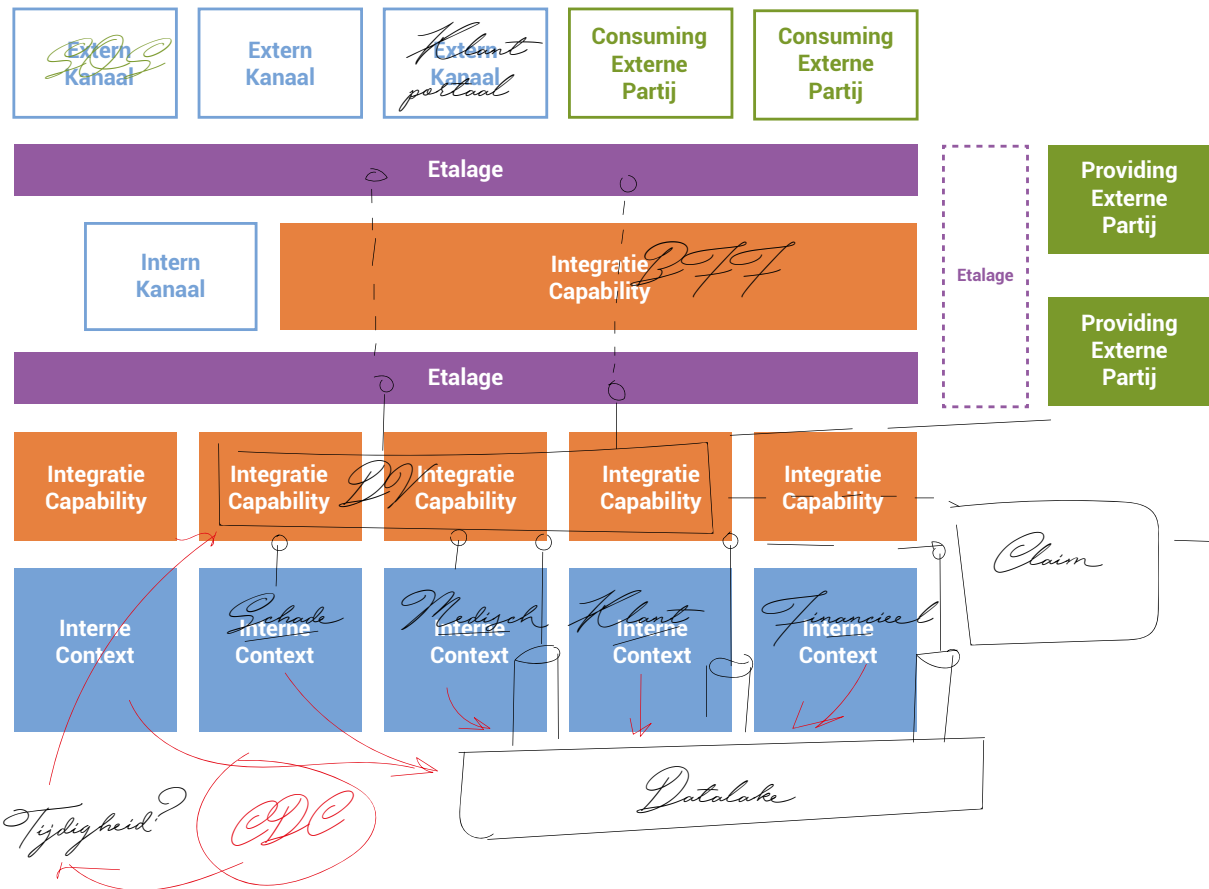 Extern
Kanaal
SOS
Extern
Kanaal
Extern
Kanaal
Klant
portaal
Consuming
Externe
Partij
Consuming
Externe
Partij
Etalage
Intern
Kanaal
Integratie
Capability
BFF
Etalage
Etalage
Providing
Externe
Partij
Providing
Externe
Partij
Integratie
Capability
Integratie
Capability
DV
Integratie
Capability
Integratie
Capability
Integratie
Capability
Claim
Interne
Context
Schade
Interne
Context
Medisch
Interne
Context
Klant
Interne
Context
Financieel
Interne
Context
Tijdigheid?
CDC
Datalake